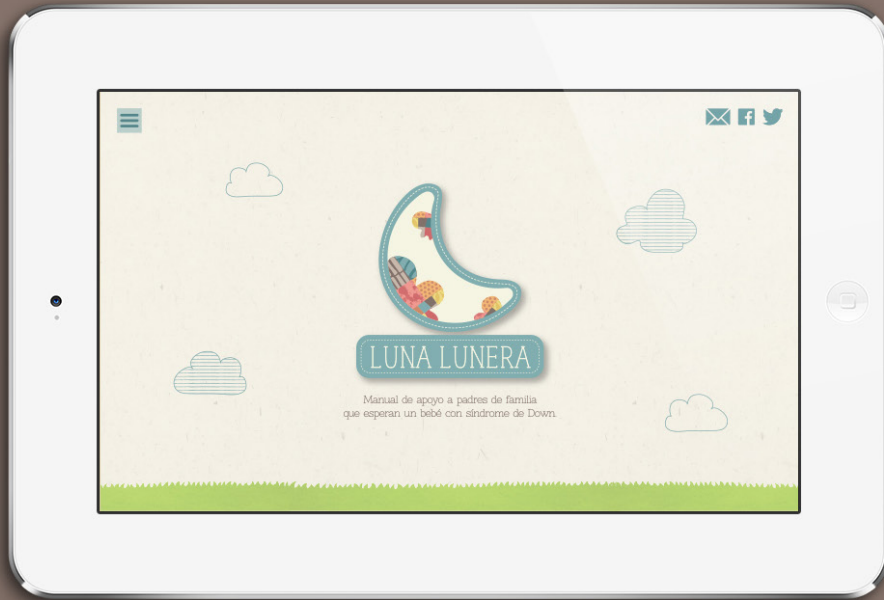 LUNA LUNERA
Manual de apoyo a padres de familia
que esperan un bebé con síndrome de Down